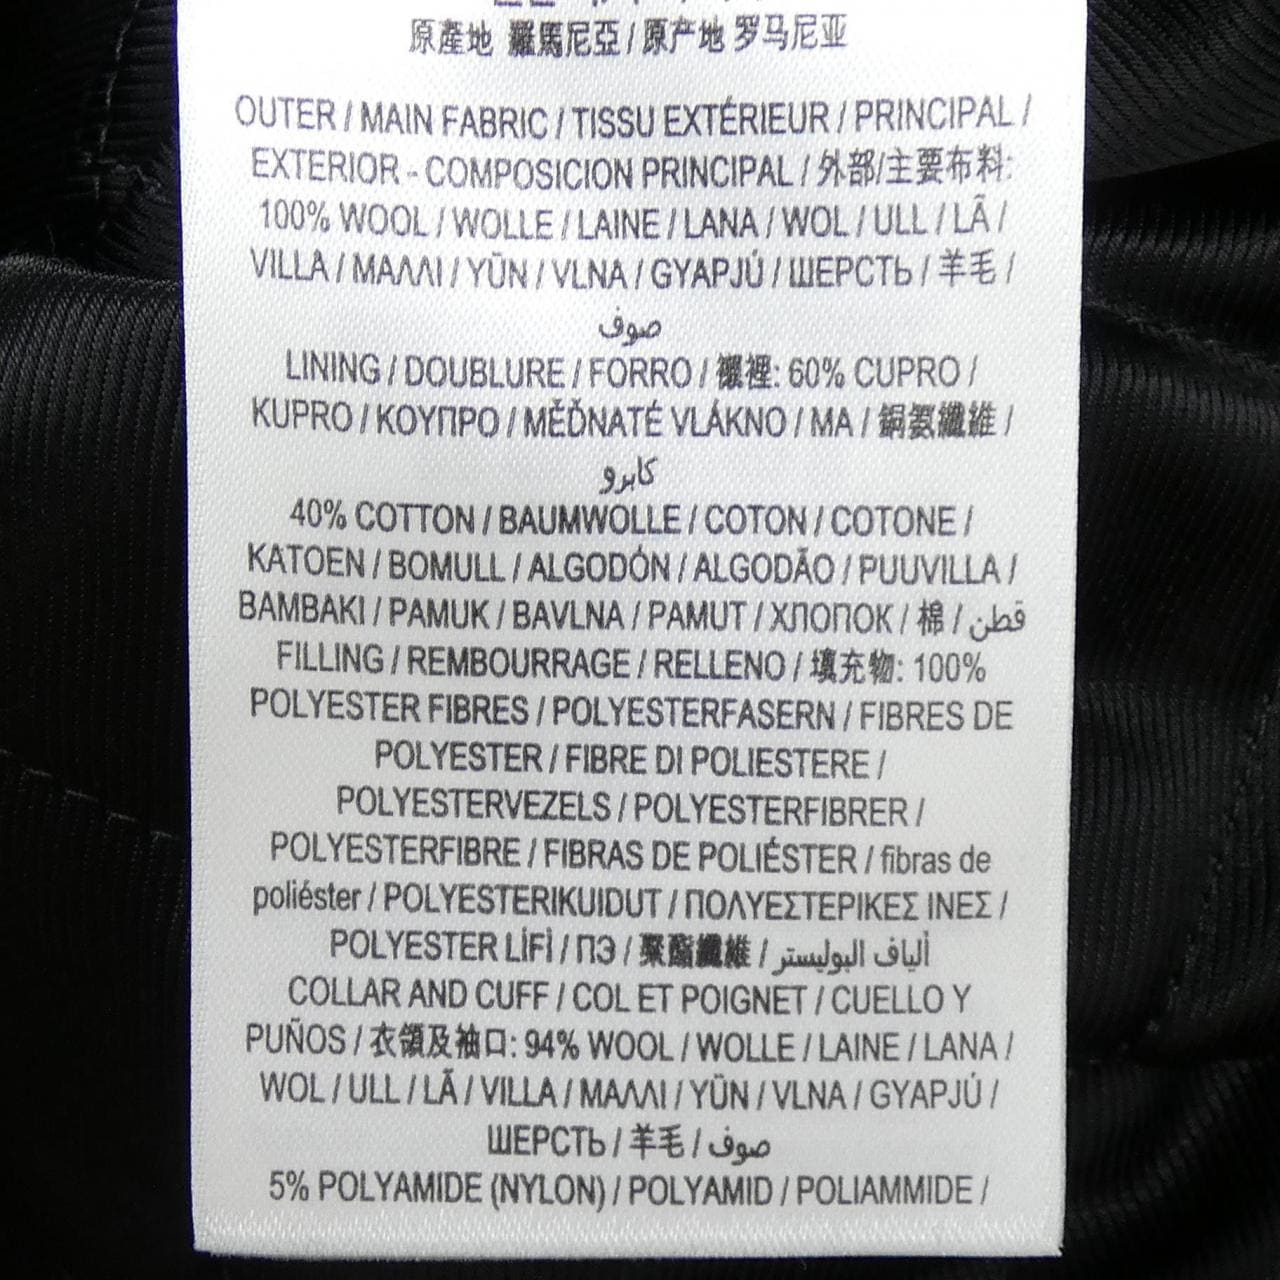 原產地 羅馬尼亞 / 原产地 罗马尼亚
OUTER / MAIN FABRIC / TISSU EXTÉRIEUR / PRINCIPAL /
EXTERIOR - COMPOSICION PRINCIPAL / 外部/主要布料:
100% WOOL / WOLLE / LAINE / LANA / WOL / ULL / LÃ /
VILLA / ΜΑΛΛΙ / YŪN / VLNA / GYAPJÚ / ШЕРСТЬ / 羊毛 /
صوف
LINING / DOUBLURE / FORRO / 襯裡: 60% CUPRO /
KUPRO / ΚΟΥΠΡΟ / MĚĎNATÉ VLÁKNO / MA / 銅氨纖維 /
كابرو
40% COTTON / BAUMWOLLE / COTON / COTONE /
KATOEN / BOMULL / ALGODÓN / ALGODÃO / PUUVILLA /
BAMBAKI / PAMUK / BAVLNA / PAMUT / ХЛОПОК / 棉 / قطن
FILLING / REMBOURRAGE / RELLENO / 填充物: 100%
POLYESTER FIBRES / POLYESTERFASERN / FIBRES DE
POLYESTER / FIBRE DI POLIESTERE /
POLYESTERVEZELS / POLYESTERFIBRER /
POLYESTERFIBRE / FIBRAS DE POLIÉSTER / fibras de
poliéster / POLYESTERIKUIDUT / ΠΟΛΥΕΣΤΕΡΙΚΕΣ ΙΝΕΣ /
POLYESTER LİFİ / ПЭ / 聚酯纖維 / ألياف البوليستر
COLLAR AND CUFF / COL ET POIGNET / CUELLO Y
PUÑOS / 衣領及袖口: 94% WOOL / WOLLE / LAINE / LANA /
WOL / ULL / LÃ / VILLA / ΜΑΛΛΙ / YŪN / VLNA / GYAPJÚ /
ШЕРСТЬ / 羊毛 / صوف
5% POLYAMIDE (NYLON) / POLYAMID / POLIAMMIDE /